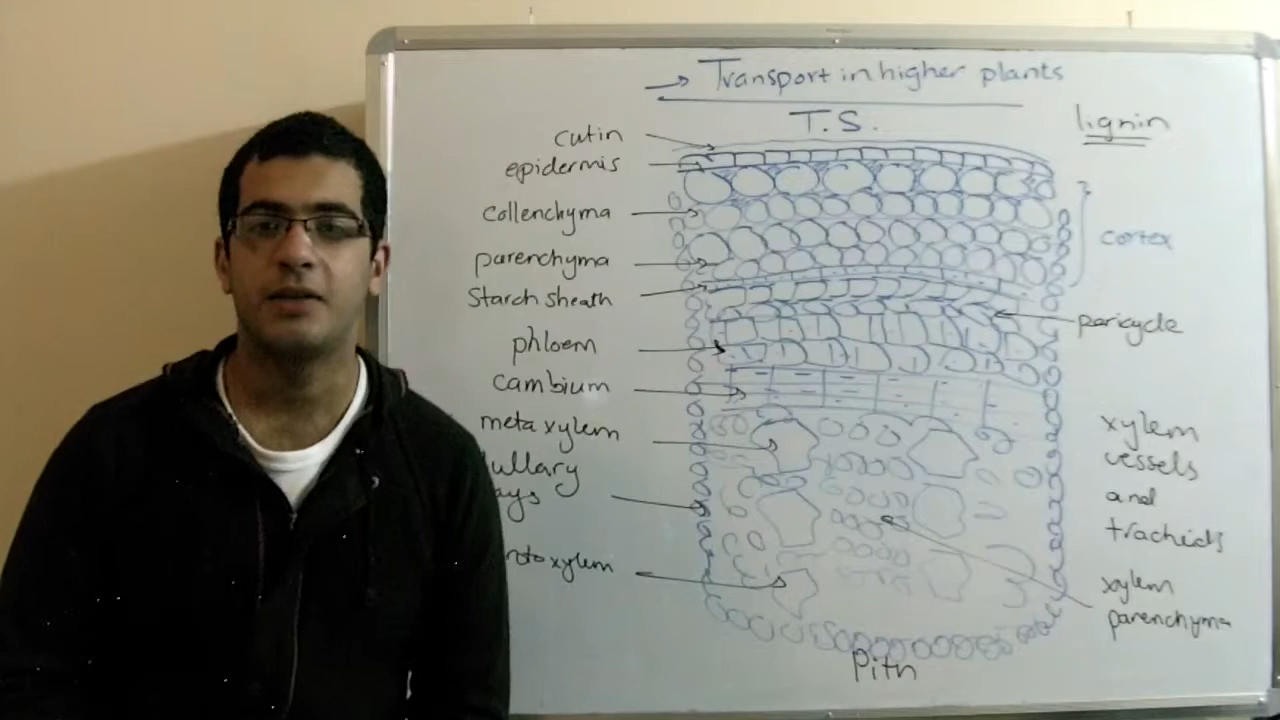 → Transport in higher plants
T.S.
lignin
cutin
epidermis
collenchyma
parenchyma
Starch sheath
phloem
cambium
meta xylem
cortex
pericycle
xylem
vessels
and
tracheids
xylem
parenchyma
Pith